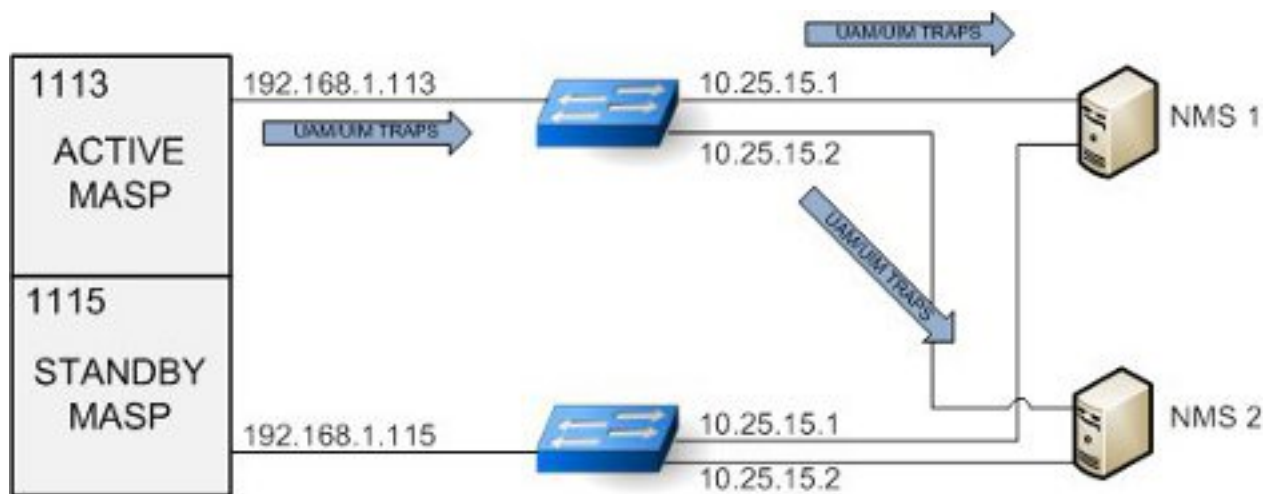 UAM/UIM TRAPS
1113
ACTIVE
MASP
192.168.1.113
UAM/UIM TRAPS
10.25.15.1
10.25.15.2
NMS 1
UAM/UIM TRAPS
1115
STANDBY
MASP
192.168.1.115
10.25.15.1
10.25.15.2
NMS 2